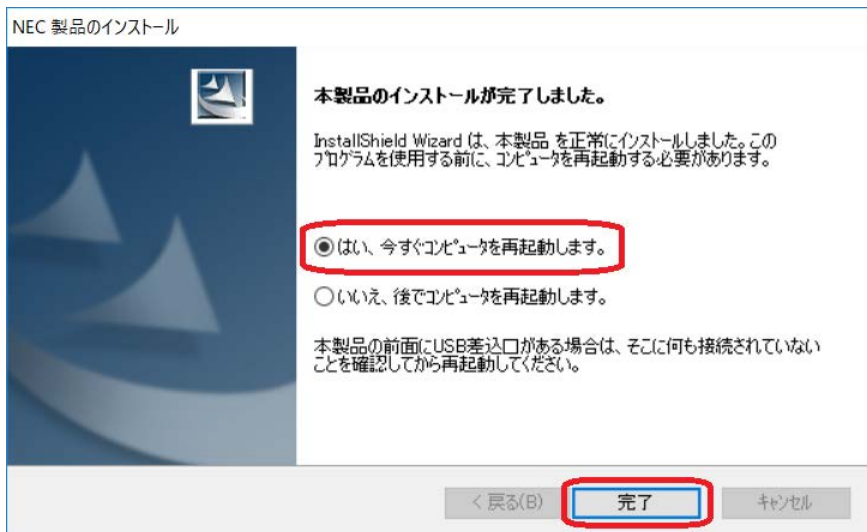 NEC 製品のインストール
本製品のインストールが完了しました。
InstallShield Wizard は、本製品 を正常にインストールしました。この
プログラムを使用する前に、コンピュータを再起動する必要があります。
はい、今すぐコンピュータを再起動します。
いいえ、後でコンピュータを再起動します。
本製品の前面にUSB差込口がある場合は、そこに何も接続されていない
ことを確認してから再起動してください。
< 戻る(B)
完了
キャンセル